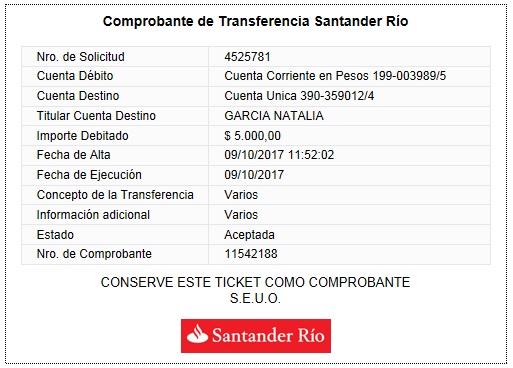 Comprobante de Transferencia Santander Río
Nro. de Solicitud 4525781
Cuenta Débito Cuenta Corriente en Pesos 199-003989/5
Cuenta Destino Cuenta Unica 390-359012/4
Titular Cuenta Destino GARCIA NATALIA
Importe Debitado $ 5.000,00
Fecha de Alta 09/10/2017 11:52:02
Fecha de Ejecución 09/10/2017
Concepto de la Transferencia Varios
Información adicional Varios
Estado Aceptada
Nro. de Comprobante 11542188
CONSERVE ESTE TICKET COMO COMPROBANTE
S.E.U.O.
Santander Río